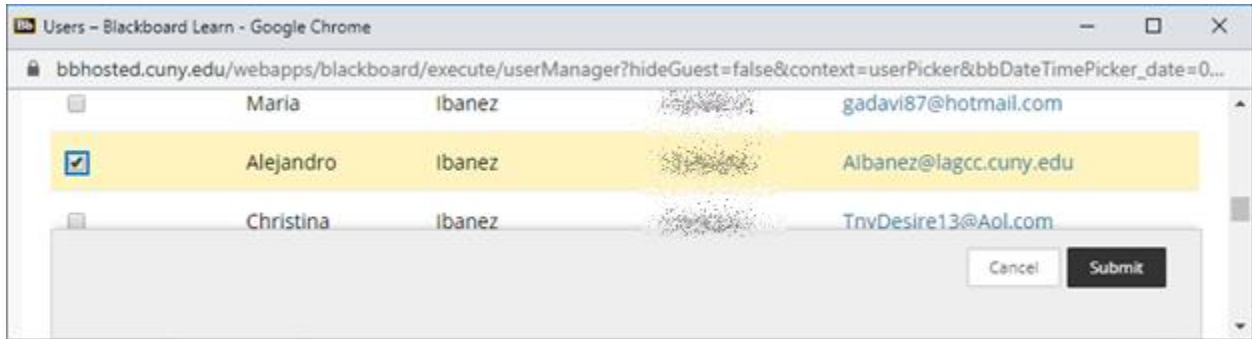 Users – Blackboard Learn - Google Chrome
bbhosted.cuny.edu/webapps/blackboard/execute/userManager?hideGuest=false&context=userPicker&bbDateTimePicker_date=0...
Maria Ibanez gadavi87@hotmail.com
Alejandro Ibanez AIbanez@lagcc.cuny.edu
Christina Ibanez TnyDesire13@Aol.com
Cancel Submit